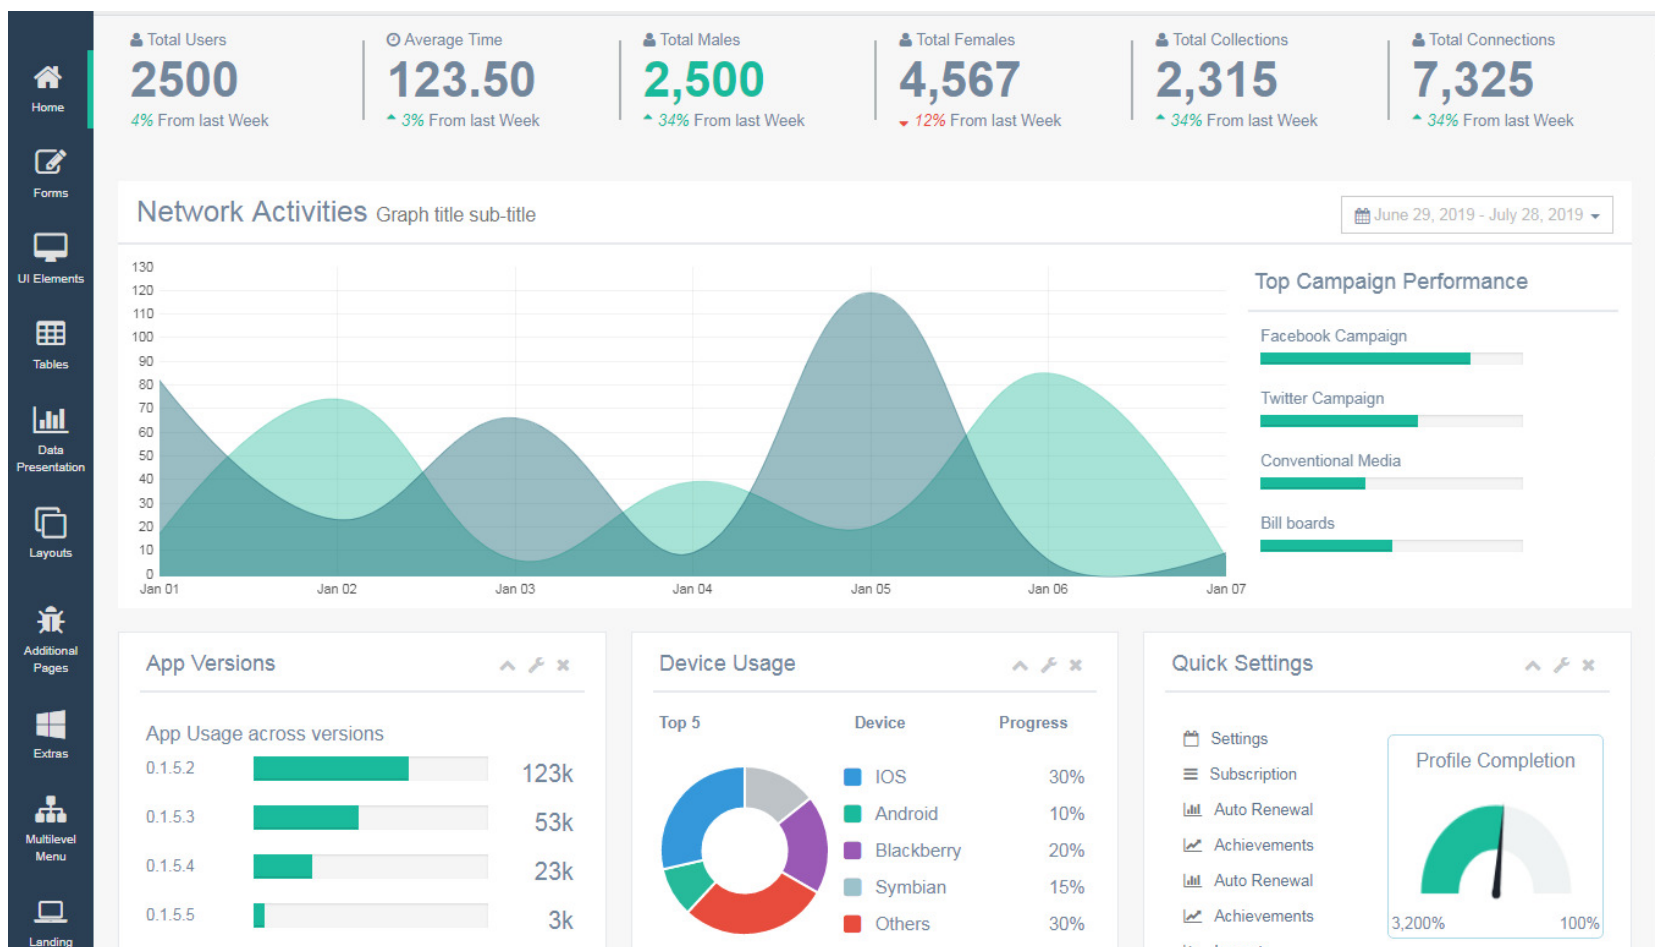 Home
Forms
UI Elements
Tables
Data
Presentation
Layouts
Additional
Pages
Extras
Multilevel
Menu
Landing
Total Users
2500
4% From last Week
Average Time
123.50
3% From last Week
Total Males
2,500
34% From last Week
Total Females
4,567
12% From last Week
Total Collections
2,315
34% From last Week
Total Connections
7,325
34% From last Week
Network Activities Graph title sub-title
June 29, 2019 - July 28, 2019
130
120
110
100
90
80
70
60
50
40
30
20
10
0
Jan 01 Jan 02 Jan 03 Jan 04 Jan 05 Jan 06 Jan 07
Top Campaign Performance
Facebook Campaign
Twitter Campaign
Conventional Media
Bill boards
App Versions
App Usage across versions
0.1.5.2 123k
0.1.5.3 53k
0.1.5.4 23k
0.1.5.5 3k
Device Usage
Top 5 Device Progress
IOS 30%
Android 10%
Blackberry 20%
Symbian 15%
Others 30%
Quick Settings
Settings
Subscription
Auto Renewal
Achievements
Auto Renewal
Achievements
Profile Completion
3,200% 100%